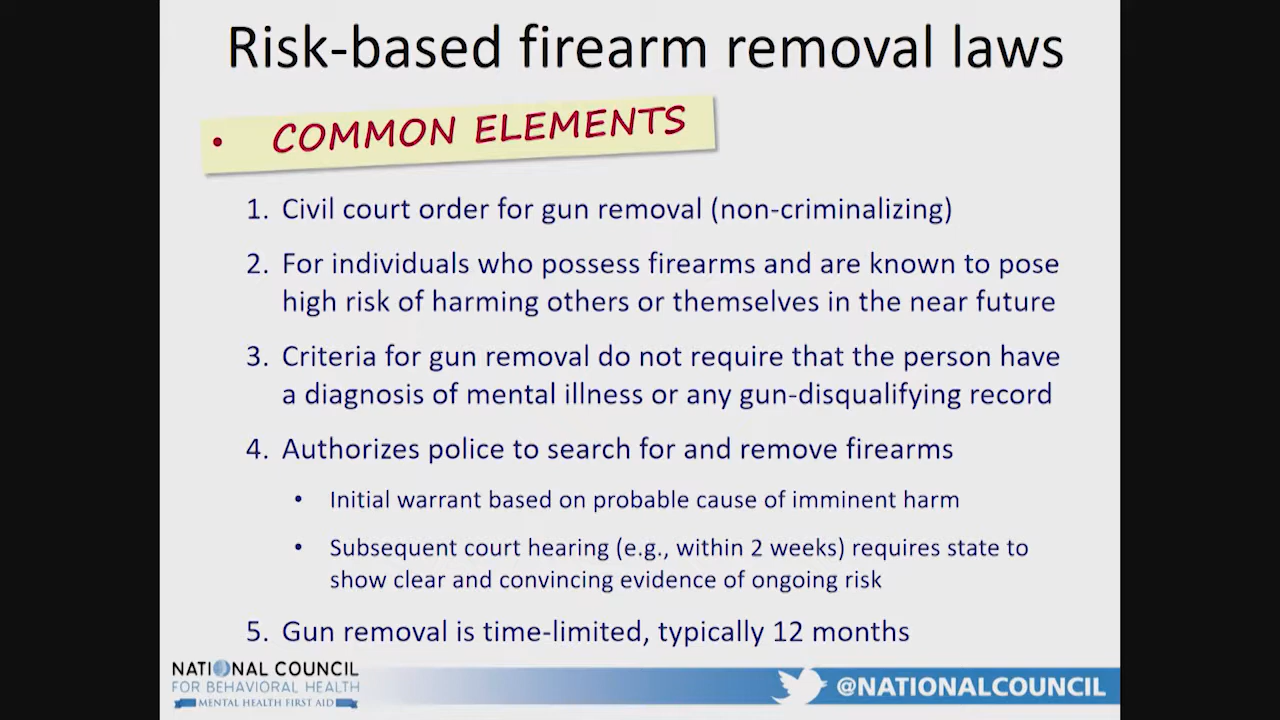 Risk-based firearm removal laws
• COMMON ELEMENTS
1. Civil court order for gun removal (non-criminalizing)
2. For individuals who possess firearms and are known to pose
high risk of harming others or themselves in the near future
3. Criteria for gun removal do not require that the person have
a diagnosis of mental illness or any gun-disqualifying record
4. Authorizes police to search for and remove firearms
• Initial warrant based on probable cause of imminent harm
• Subsequent court hearing (e.g., within 2 weeks) requires state to
show clear and convincing evidence of ongoing risk
5. Gun removal is time-limited, typically 12 months
NATIONAL COUNCIL
FOR BEHAVIORAL HEALTH
MENTAL HEALTH FIRST AID
@NATIONALCOUNCIL